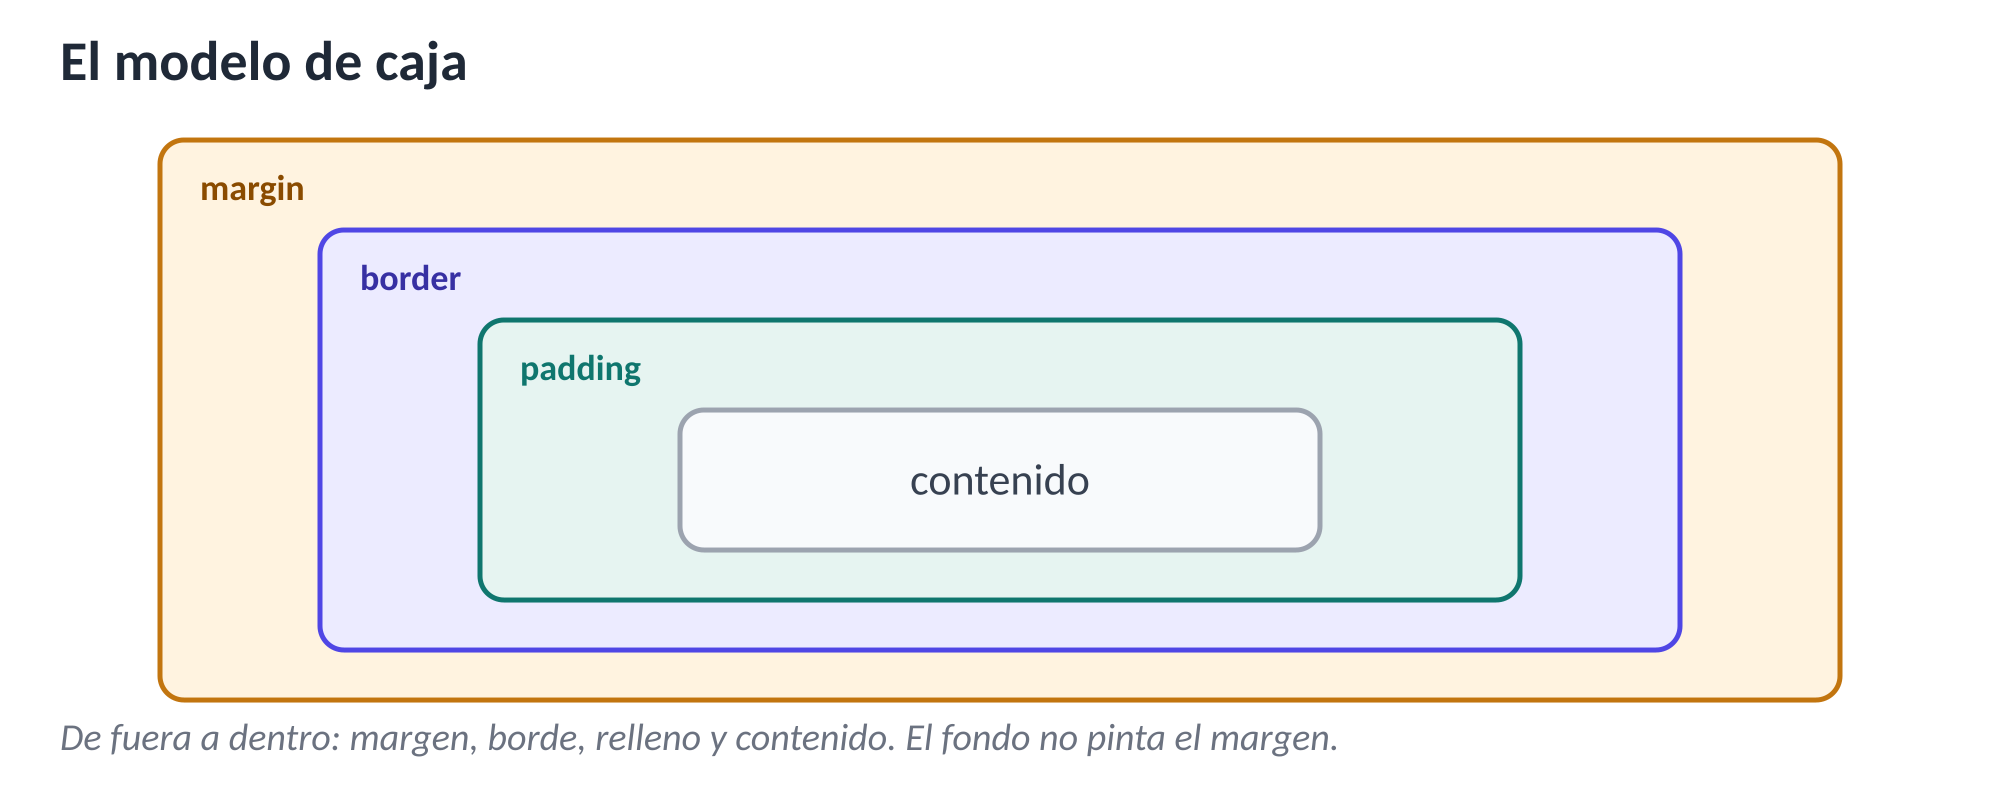 El modelo de caja
margin
border
padding
contenido
De fuera a dentro: margen, borde, relleno y contenido. El fondo no pinta el margen.